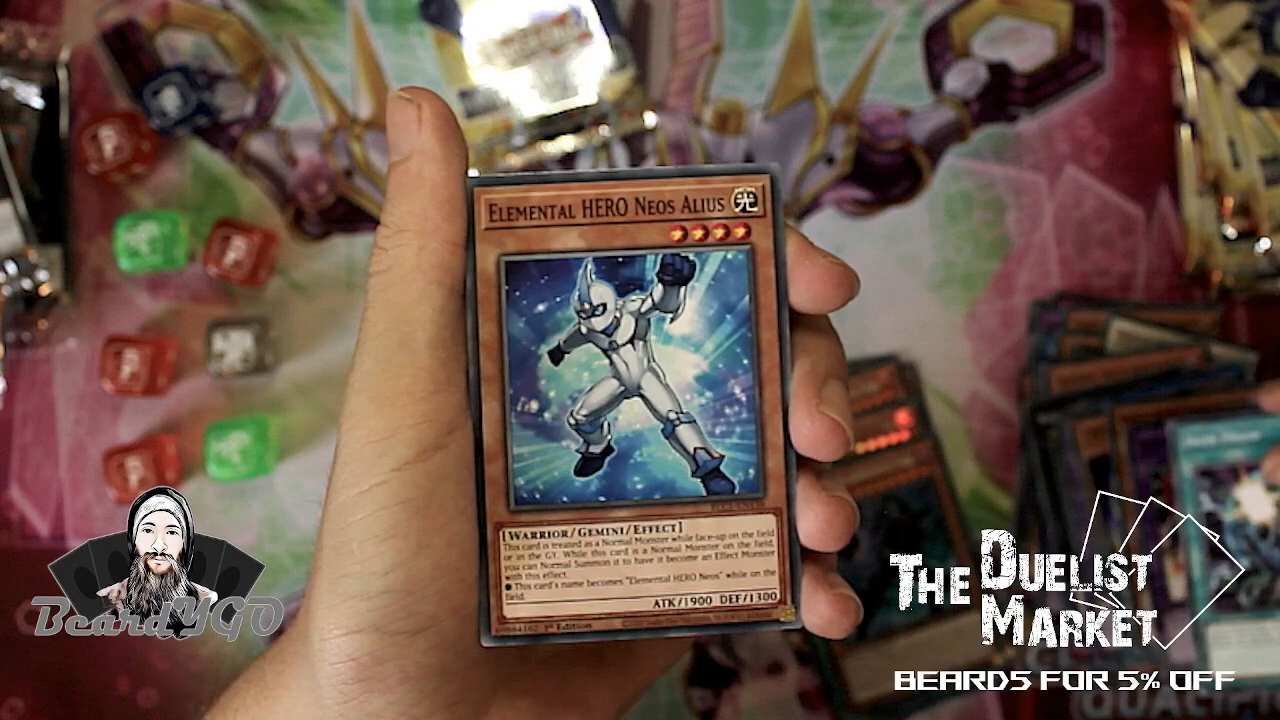 ELEMENTAL HERO NEOS ALIUS 光
[WARRIOR/GEMINI/EFFECT]
This card is treated as a Normal Monster while face-up on the field
or in the GY. While this card is a Normal Monster on the field,
you can Normal Summon it to have it become an Effect Monster
with this effect.
● This card's name becomes "Elemental HERO Neos" while on the
field.
ATK/1900 DEF/1300
1st Edition
BeardYGO
THE DUELIST
MARKET
BEARD5 FOR 5% OFF